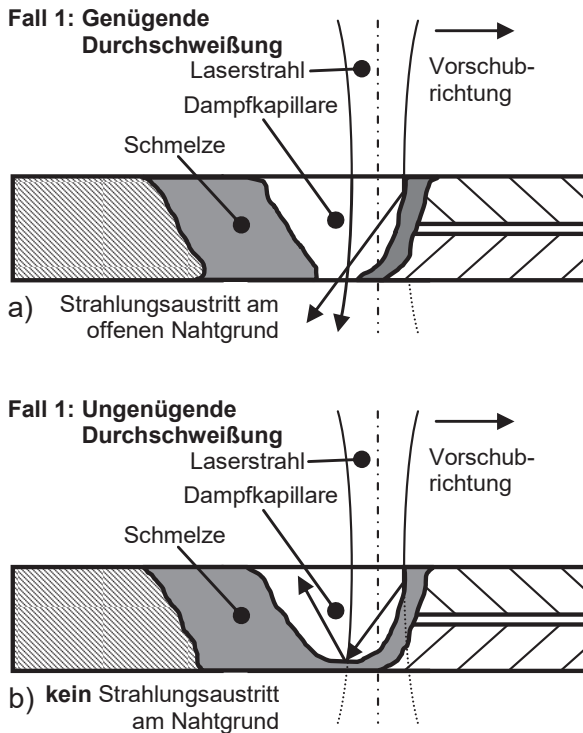 Fall 1: Genügende
Durchschweißung
Laserstrahl
Vorschub-
richtung
Dampfkapillare
Schmelze
a) Strahlungsaustritt am
offenen Nahtgrund
Fall 1: Ungenügende
Durchschweißung
Laserstrahl
Vorschub-
richtung
Dampfkapillare
Schmelze
b) kein Strahlungsaustritt
am Nahtgrund